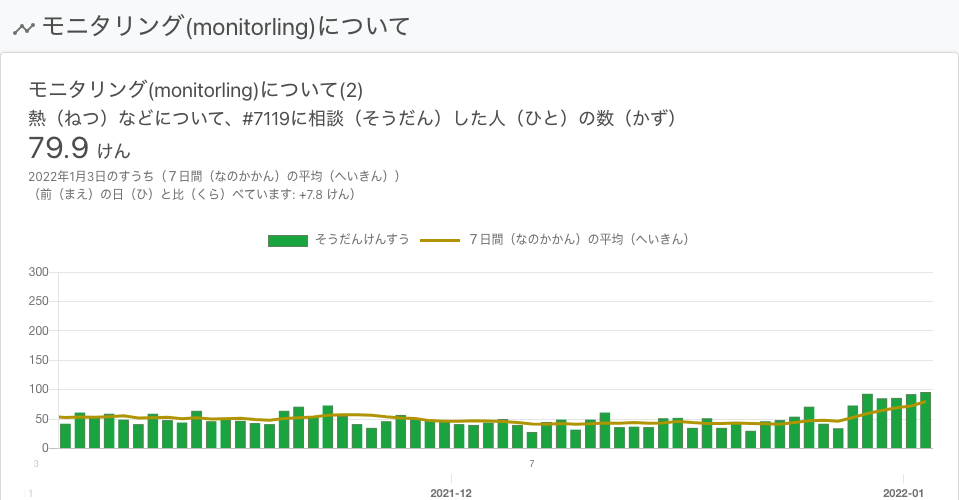 モニタリング(monitorling)について
モニタリング(monitorling)について(2)
熱（ねつ）などについて、#7119に相談（そうだん）した人（ひと）の数（かず）
79.9 けん
2022年1月3日のすうち（７日間（なのかかん）の平均（へいきん））
（前（まえ）の日（ひ）と比（くら）べています: +7.8 けん）
そうだんけんすう ７日間（なのかかん）の平均（へいきん）
300
250
200
150
100
50
0
3 7
1 2021-12 2022-01